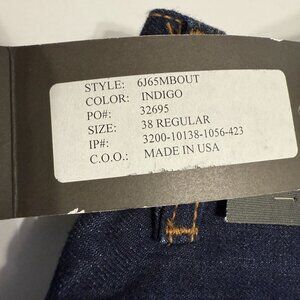 STYLE: 6J65MBOUT
COLOR: INDIGO
PO#: 32695
SIZE: 38 REGULAR
IP#: 3200-10138-1056-423
C.O.O.: MADE IN USA